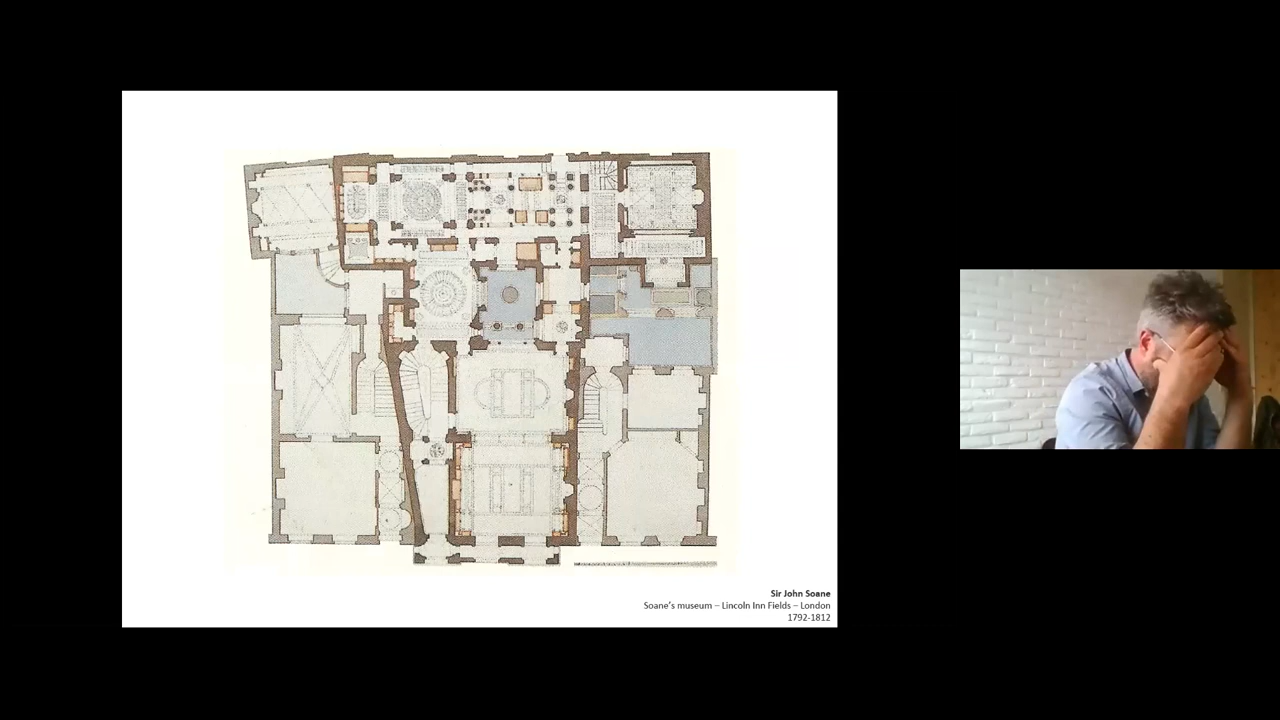 Sir John Soane
Soane's museum – Lincoln Inn Fields – London
1792-1812